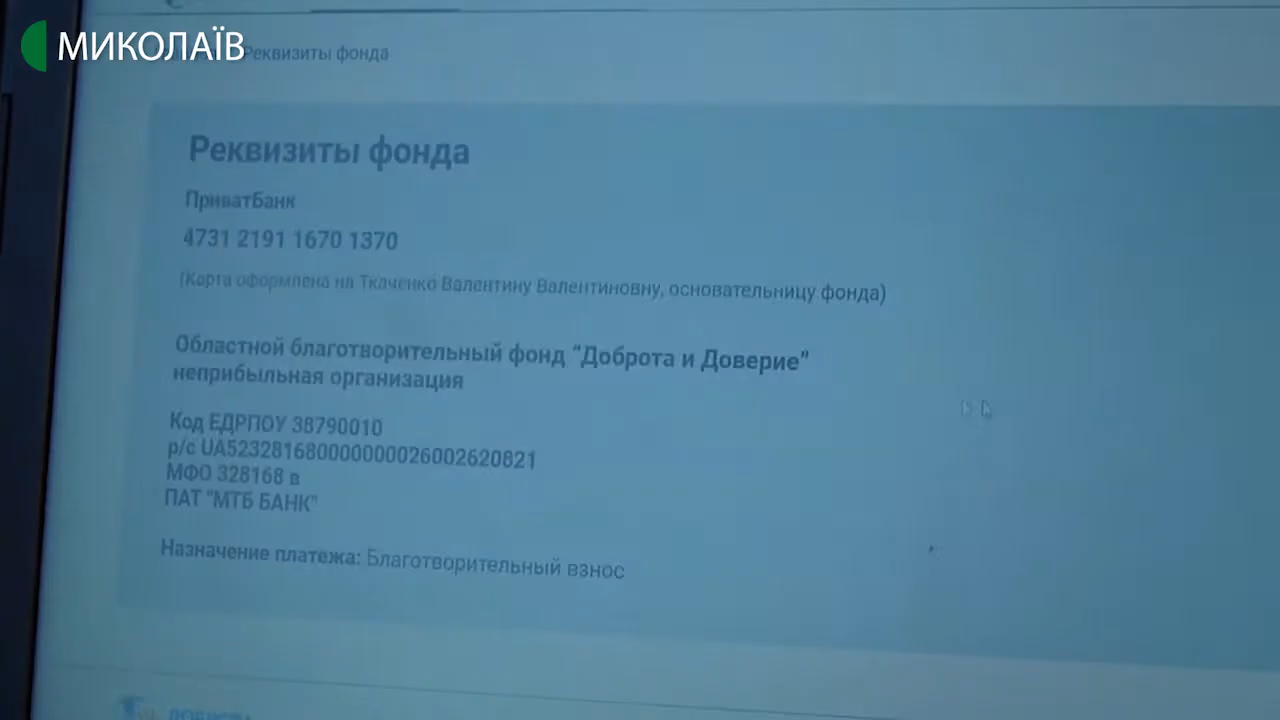 МИКОЛАЇВ
Реквизиты фонда
Реквизиты фонда
ПриватБанк
4731 2191 1670 1370
(Карта оформлена на Ткаченко Валентину Валентиновну, основательницу фонда)
Областной благотворительный фонд “Доброта и Доверие”
неприбыльная организация
Код ЕДРПОУ 38790010
р/с UA523281680000000026002620821
МФО 328168 в
ПАТ "МТБ БАНК"
Назначение платежа: Благотворительный взнос